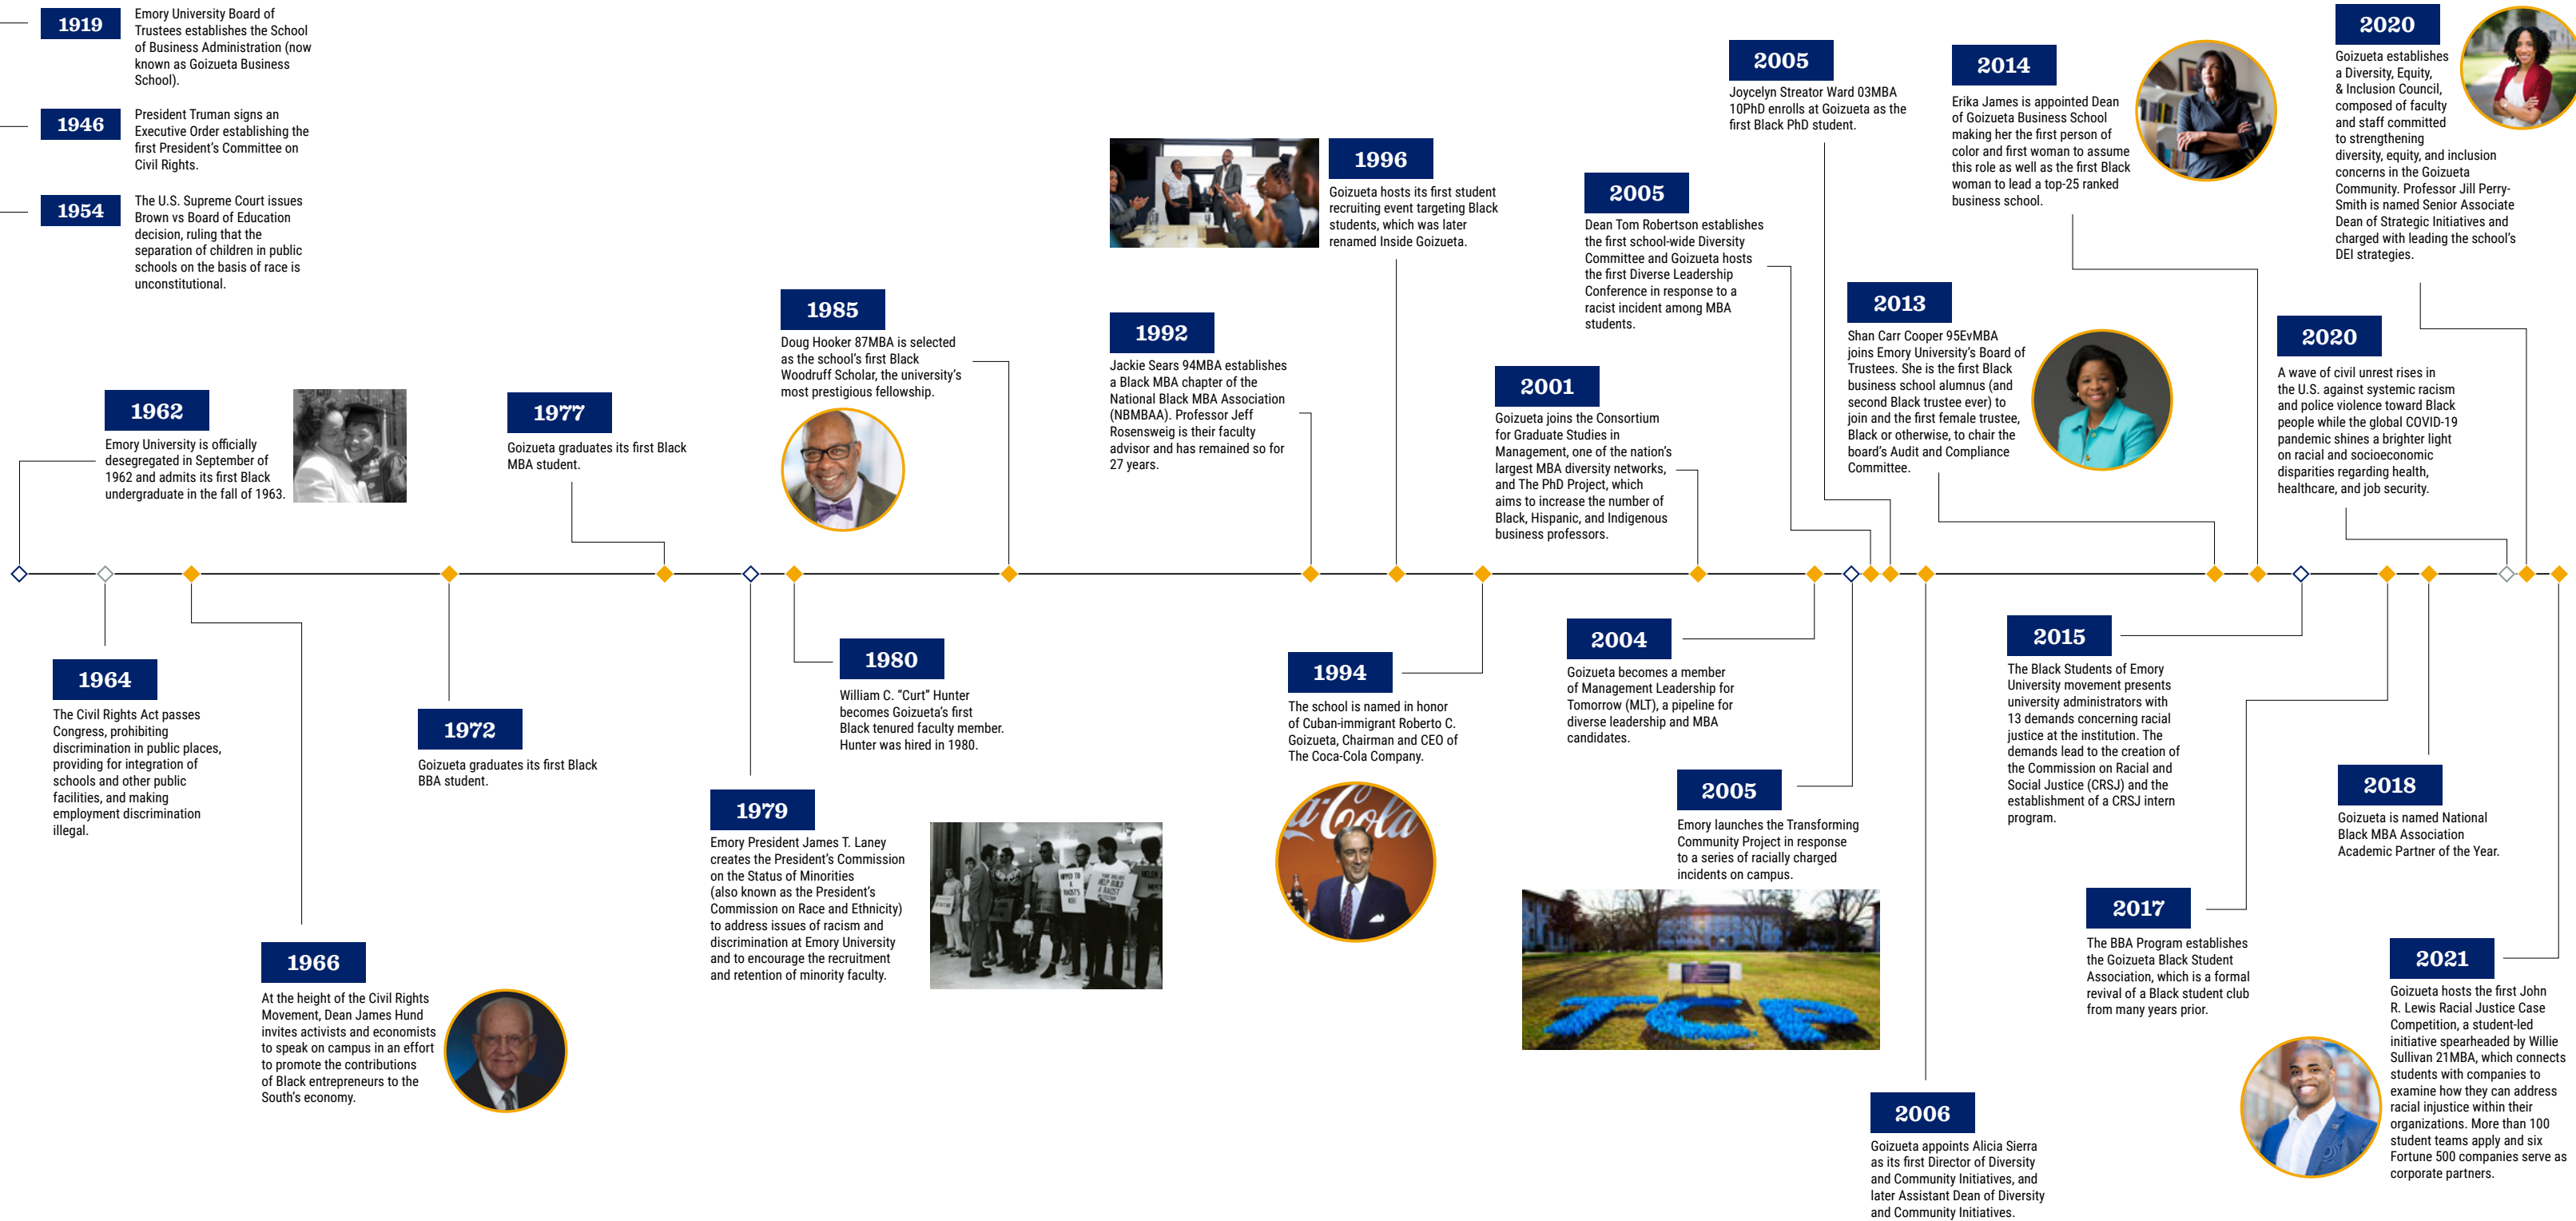 1919
Emory University Board of
Trustees establishes the School
of Business Administration (now
known as Goizueta Business
School).
1946
President Truman signs an
Executive Order establishing the
first President's Committee on
Civil Rights.
1954
The U.S. Supreme Court issues
Brown vs Board of Education
decision, ruling that the
separation of children in public
schools on the basis of race is
unconstitutional.
1962
Emory University is officially
desegregated in September of
1962 and admits its first Black
undergraduate in the fall of 1963.
1964
The Civil Rights Act passes
Congress, prohibiting
discrimination in public places,
providing for integration of
schools and other public
facilities, and making
employment discrimination
illegal.
1966
At the height of the Civil Rights
Movement, Dean James Hund
invites activists and economists
to speak on campus in an effort
to promote the contributions
of Black entrepreneurs to the
South's economy.
1972
Goizueta graduates its first Black
BBA student.
1977
Goizueta graduates its first Black
MBA student.
1979
Emory President James T. Laney
creates the President's Commission
on the Status of Minorities
(also known as the President's
Commission on Race and Ethnicity)
to address issues of racism and
discrimination at Emory University
and to encourage the recruitment
and retention of minority faculty.
1980
William C. “Curt” Hunter
becomes Goizueta's first
Black tenured faculty member.
Hunter was hired in 1980.
1985
Doug Hooker 87MBA is selected
as the school's first Black
Woodruff Scholar, the university's
most prestigious fellowship.
1992
Jackie Sears 94MBA establishes
a Black MBA chapter of the
National Black MBA Association
(NBMBAA). Professor Jeff
Rosensweig is their faculty
advisor and has remained so for
27 years.
1996
Goizueta hosts its first student
recruiting event targeting Black
students, which was later
renamed Inside Goizueta.
1994
The school is named in honor
of Cuban-immigrant Roberto C.
Goizueta, Chairman and CEO of
The Coca-Cola Company.
a-Cola
2001
Goizueta joins the Consortium
for Graduate Studies in
Management, one of the nation's
largest MBA diversity networks,
and The PhD Project, which
aims to increase the number of
Black, Hispanic, and Indigenous
business professors.
2004
Goizueta becomes a member
of Management Leadership for
Tomorrow (MLT), a pipeline for
diverse leadership and MBA
candidates.
2005
Emory launches the Transforming
Community Project in response
to a series of racially charged
incidents on campus.
TCP
2005
Dean Tom Robertson establishes
the first school-wide Diversity
Committee and Goizueta hosts
the first Diverse Leadership
Conference in response to a
racist incident among MBA
students.
2005
Joycelyn Streator Ward 03MBA
10PhD enrolls at Goizueta as the
first Black PhD student.
2006
Goizueta appoints Alicia Sierra
as its first Director of Diversity
and Community Initiatives, and
later Assistant Dean of Diversity
and Community Initiatives.
2013
Shan Carr Cooper 95EvMBA
joins Emory University's Board of
Trustees. She is the first Black
business school alumnus (and
second Black trustee ever) to
join and the first female trustee,
Black or otherwise, to chair the
board's Audit and Compliance
Committee.
2014
Erika James is appointed Dean
of Goizueta Business School
making her the first person of
color and first woman to assume
this role as well as the first Black
woman to lead a top-25 ranked
business school.
2015
The Black Students of Emory
University movement presents
university administrators with
13 demands concerning racial
justice at the institution. The
demands lead to the creation of
the Commission on Racial and
Social Justice (CRSJ) and the
establishment of a CRSJ intern
program.
2017
The BBA Program establishes
the Goizueta Black Student
Association, which is a formal
revival of a Black student club
from many years prior.
2018
Goizueta is named National
Black MBA Association
Academic Partner of the Year.
2020
A wave of civil unrest rises in
the U.S. against systemic racism
and police violence toward Black
people while the global COVID-19
pandemic shines a brighter light
on racial and socioeconomic
disparities regarding health,
healthcare, and job security.
2020
Goizueta establishes
a Diversity, Equity,
& Inclusion Council,
composed of faculty
and staff committed
to strengthening
diversity, equity, and inclusion
concerns in the Goizueta
Community. Professor Jill Perry-
Smith is named Senior Associate
Dean of Strategic Initiatives and
charged with leading the school's
DEI strategies.
2021
Goizueta hosts the first John
R. Lewis Racial Justice Case
Competition, a student-led
initiative spearheaded by Willie
Sullivan 21MBA, which connects
students with companies to
examine how they can address
racial injustice within their
organizations. More than 100
student teams apply and six
Fortune 500 companies serve as
corporate partners.